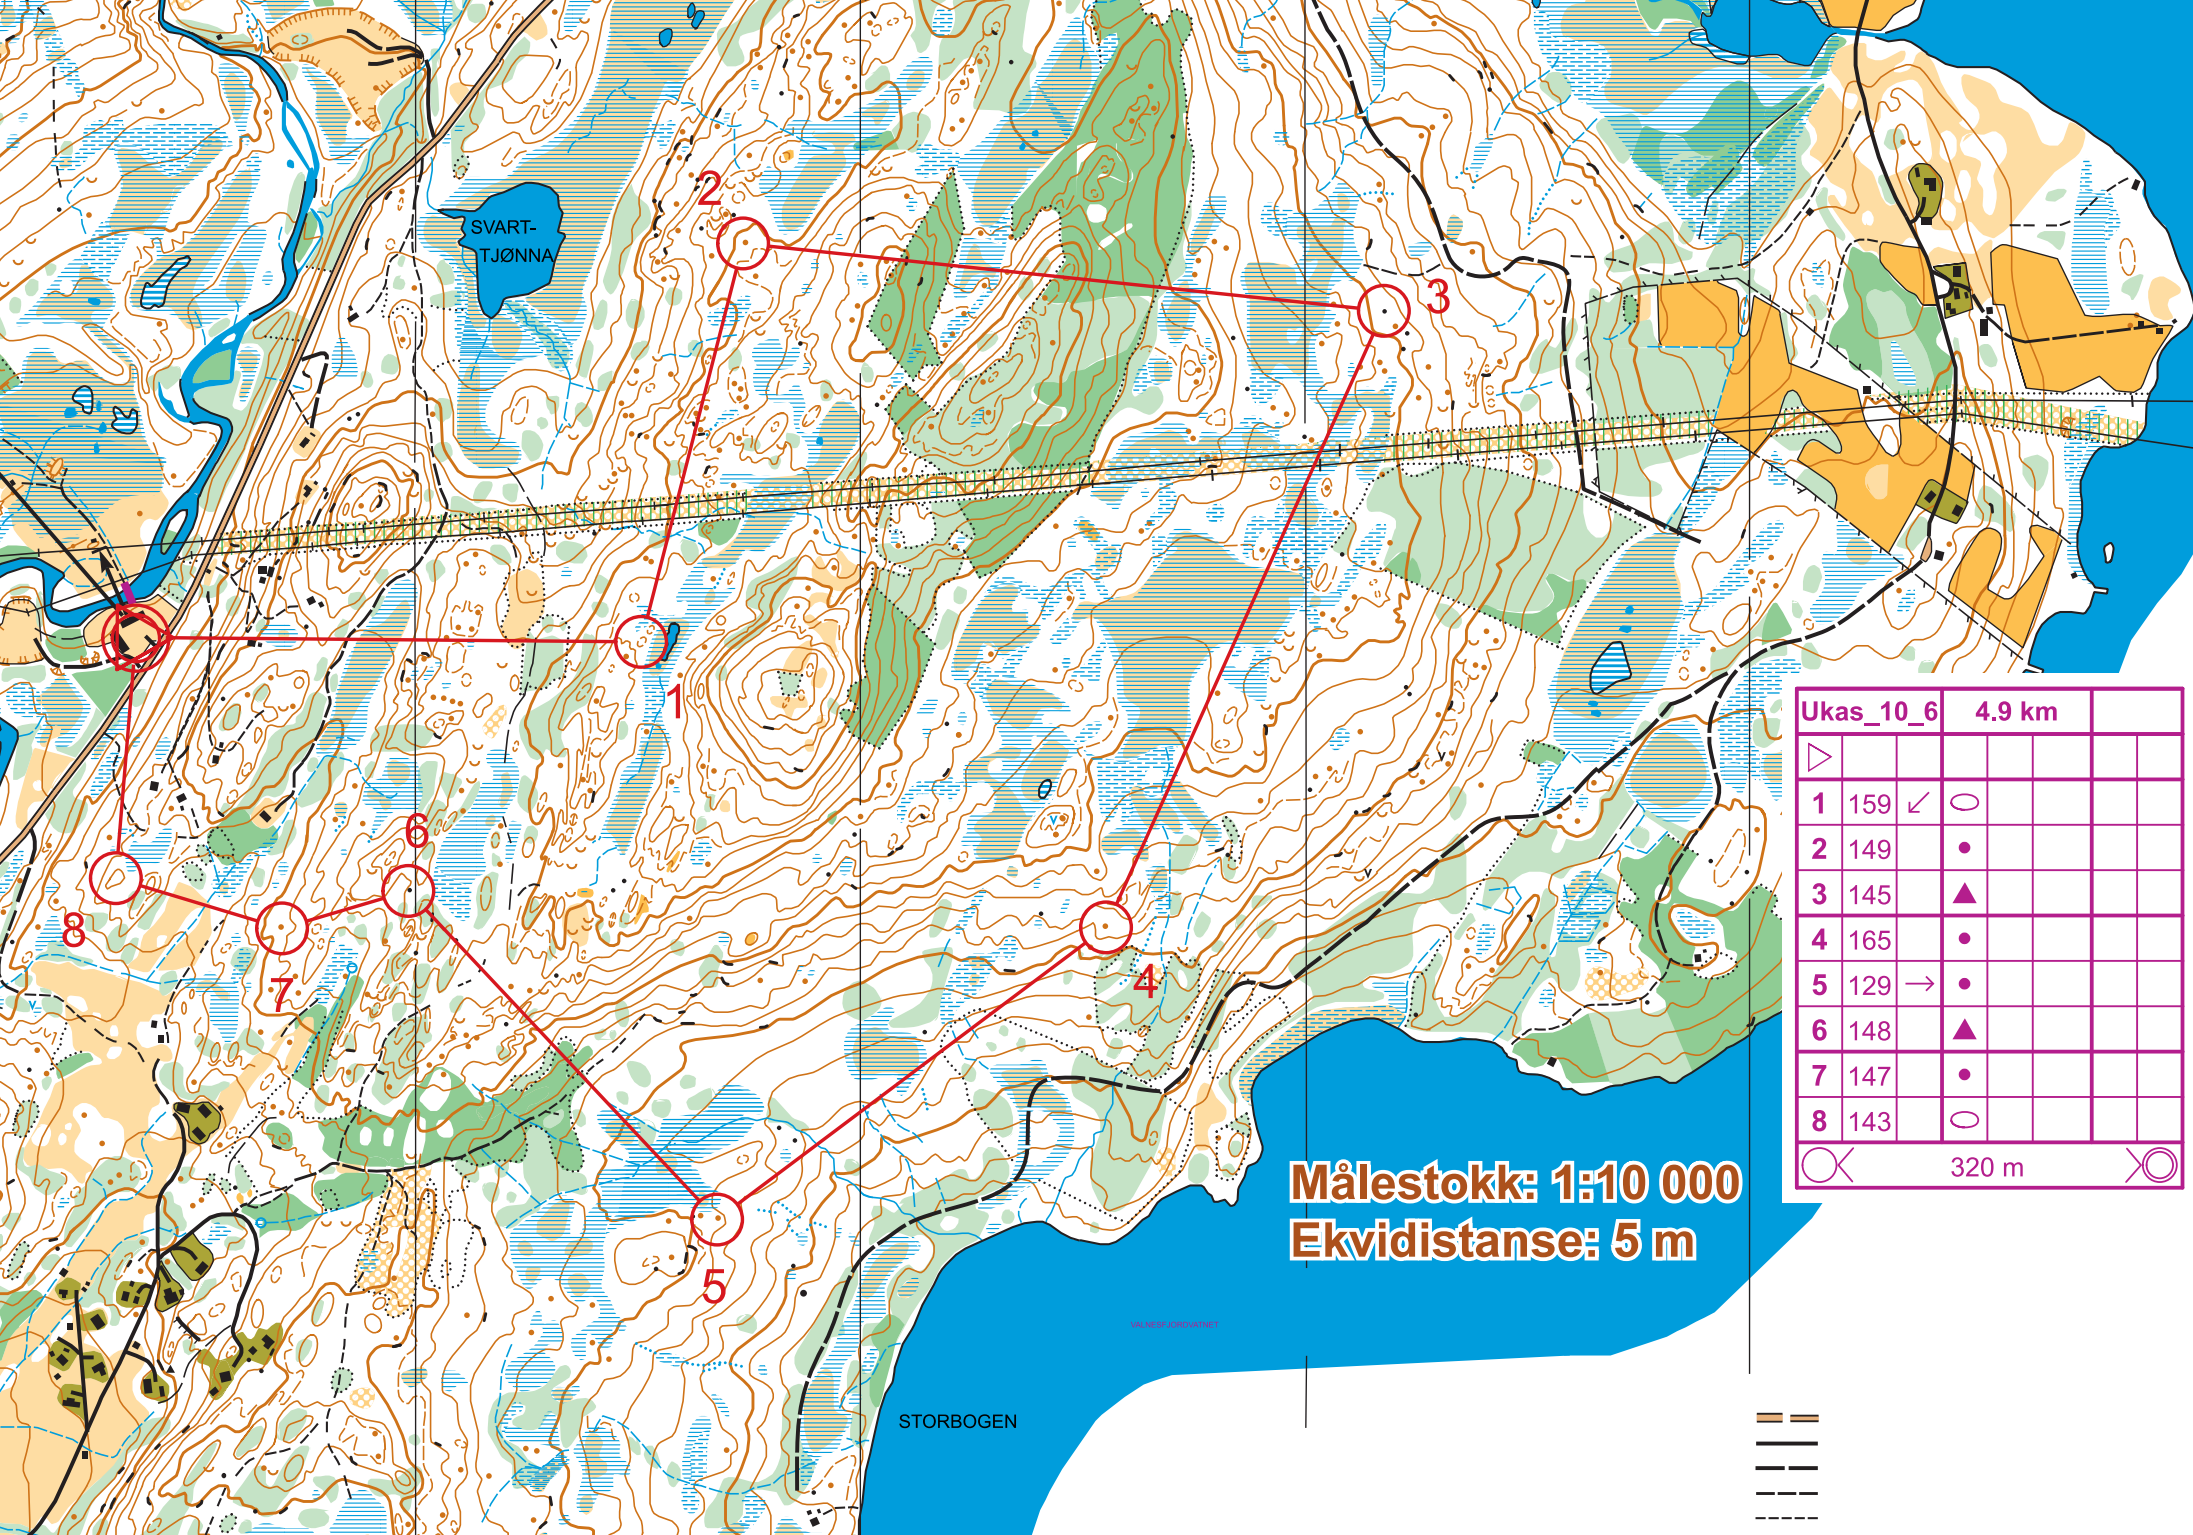 2
SVART-
TJØNNA
3
1
6
8
7
4
5
Ukas_10_6 4.9 km
1 159
2 149
3 145
4 165
5 129
6 148
7 147
8 143
320 m
Målestokk: 1:10 000
Ekvidistanse: 5 m
VALNESFJORDVATNET
STORBOGEN